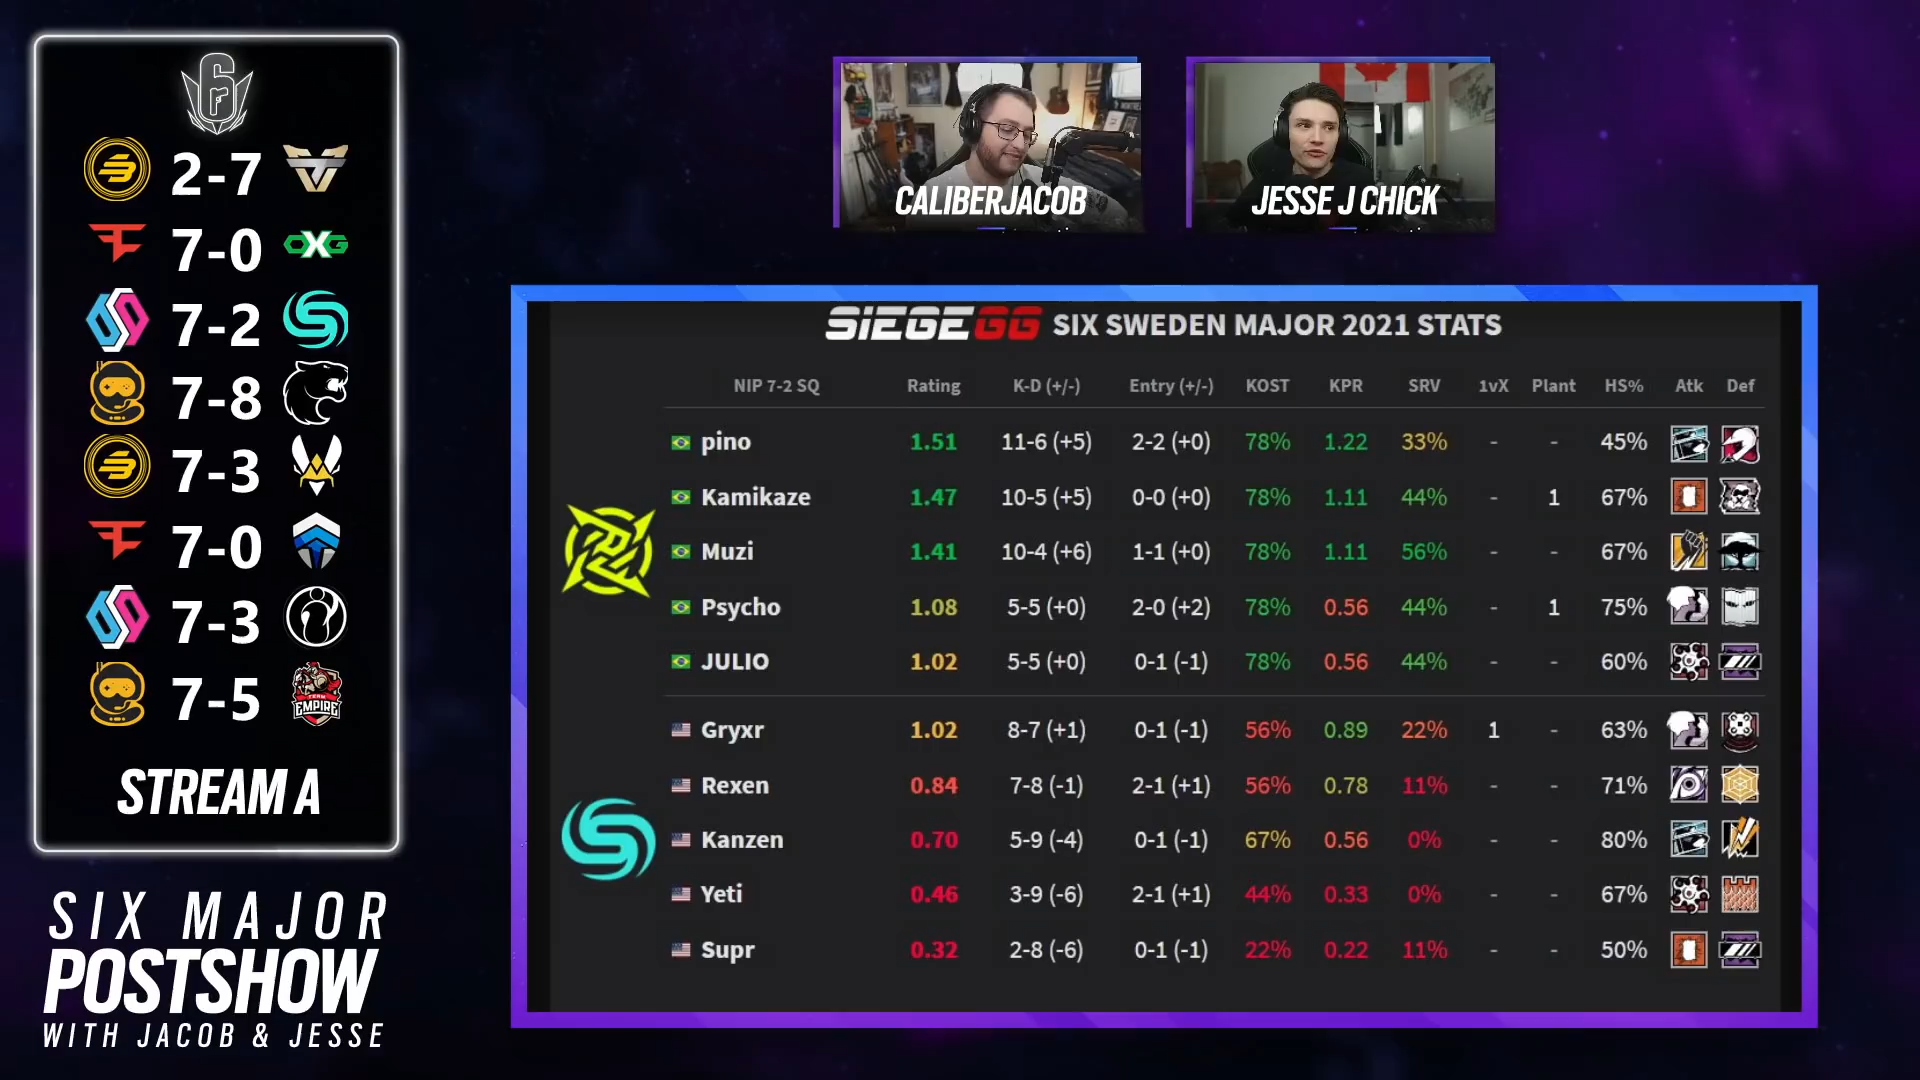 2-7
7-0
OXG
7-2
7-8
7-3
7-0
7-3
7-5
TEAM
EMPIRE
STREAM A
SIX MAJOR
POSTSHOW
WITH JACOB & JESSE
CALIBERJACOB
JESSE J CHICK
SIEGEGG SIX SWEDEN MAJOR 2021 STATS
NIP 7-2 SQ Rating K-D (+/-) Entry (+/-) KOST KPR SRV 1vX Plant HS% Atk Def
pino 1.51 11-6 (+5) 2-2 (+0) 78% 1.22 33% - - 45%
Kamikaze 1.47 10-5 (+5) 0-0 (+0) 78% 1.11 44% - 1 67%
Muzi 1.41 10-4 (+6) 1-1 (+0) 78% 1.11 56% - - 67%
Psycho 1.08 5-5 (+0) 2-0 (+2) 78% 0.56 44% - 1 75%
JULIO 1.02 5-5 (+0) 0-1 (-1) 78% 0.56 44% - - 60%
Gryxr 1.02 8-7 (+1) 0-1 (-1) 56% 0.89 22% 1 - 63%
Rexen 0.84 7-8 (-1) 2-1 (+1) 56% 0.78 11% - - 71%
Kanzen 0.70 5-9 (-4) 0-1 (-1) 67% 0.56 0% - - 80%
Yeti 0.46 3-9 (-6) 2-1 (+1) 44% 0.33 0% - - 67%
Supr 0.32 2-8 (-6) 0-1 (-1) 22% 0.22 11% - - 50%